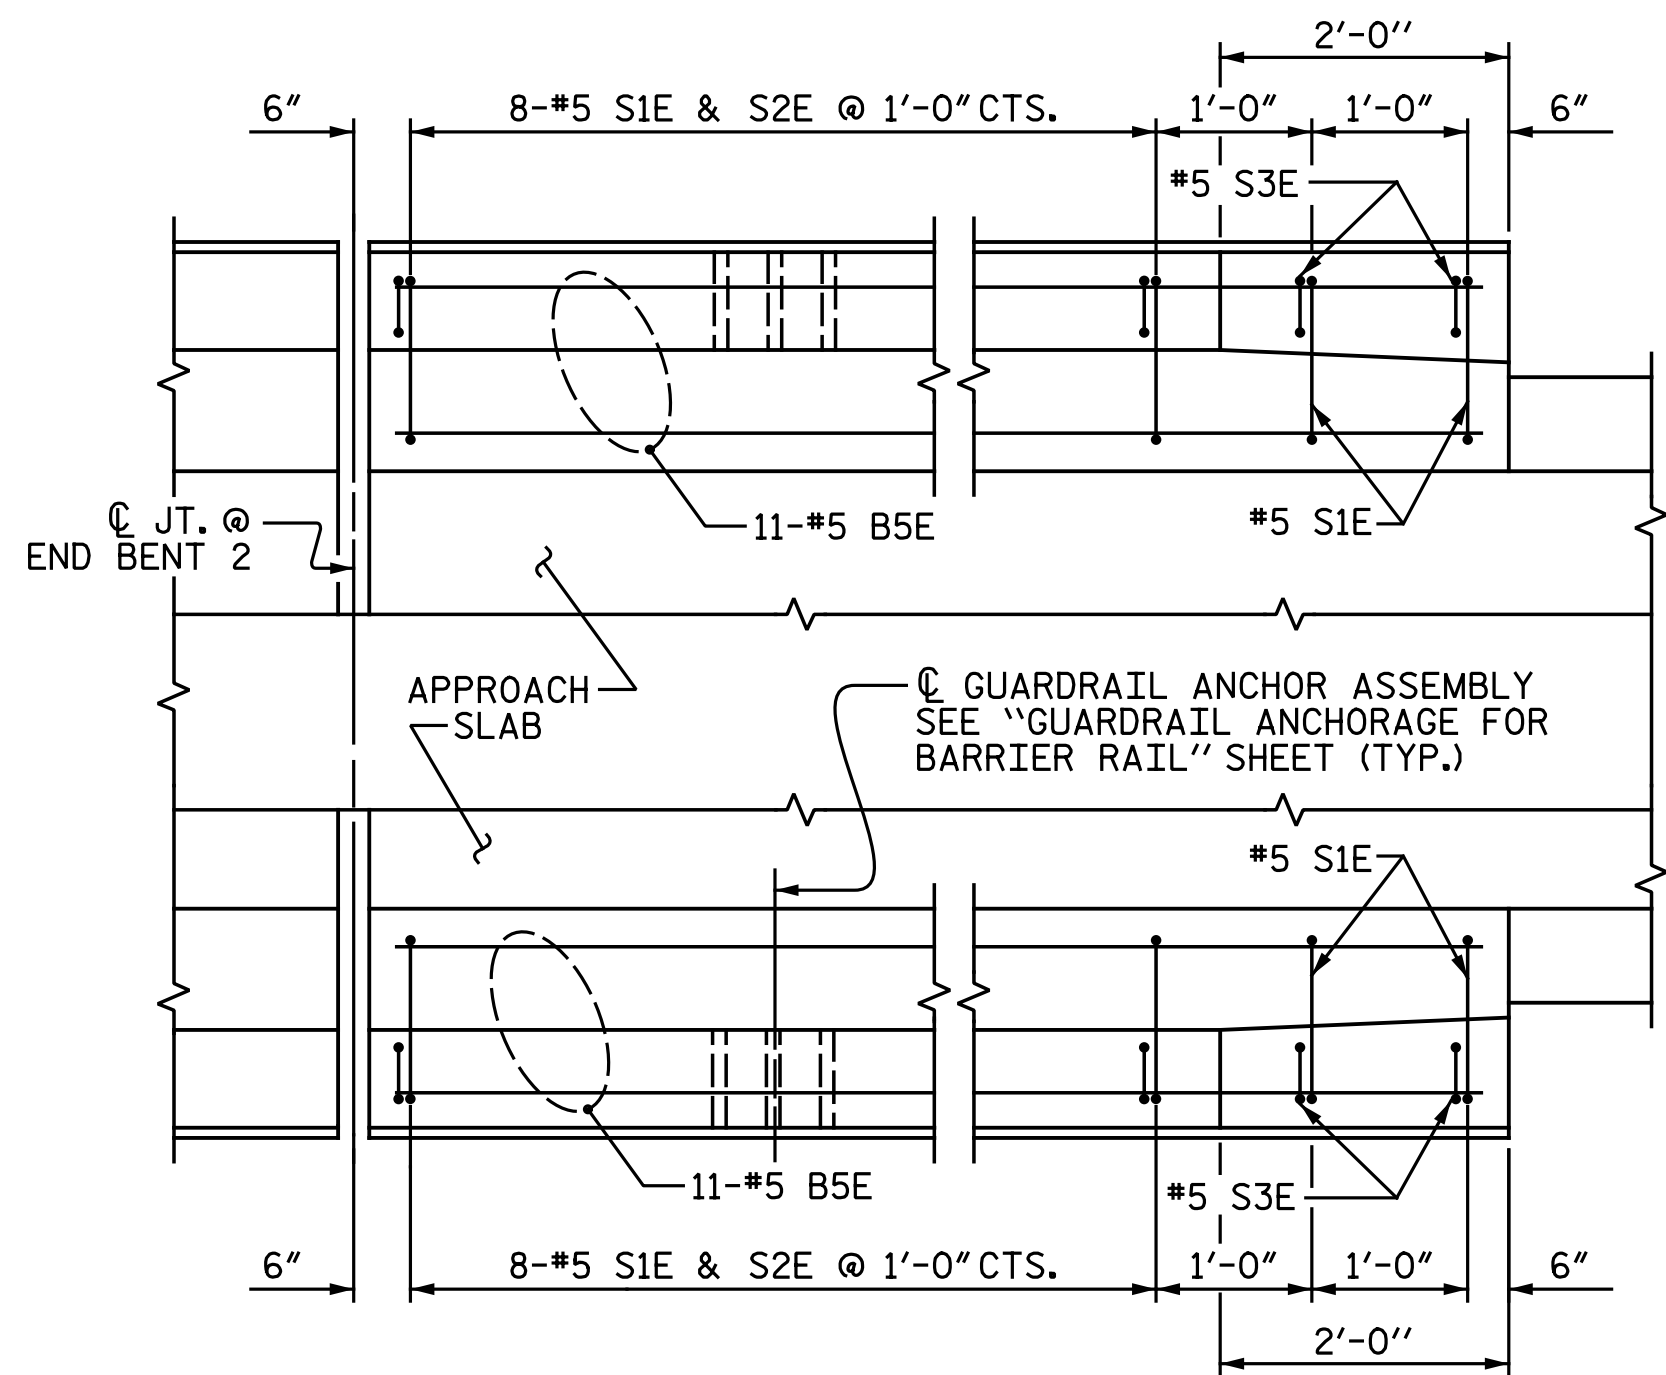 2'-0''
6" 8-#5 S1E & S2E @ 1'-0" CTS. 1'-0" 1'-0" 6"
#5 S3E
11-#5 B5E
#5 S1E
℄ JT. @
END BENT 2
APPROACH
SLAB
℄ GUARDRAIL ANCHOR ASSEMBLY
SEE "GUARDRAIL ANCHORAGE FOR
BARRIER RAIL" SHEET (TYP.)
#5 S1E
11-#5 B5E
#5 S3E
6" 8-#5 S1E & S2E @ 1'-0" CTS. 1'-0" 1'-0" 6"
2'-0''